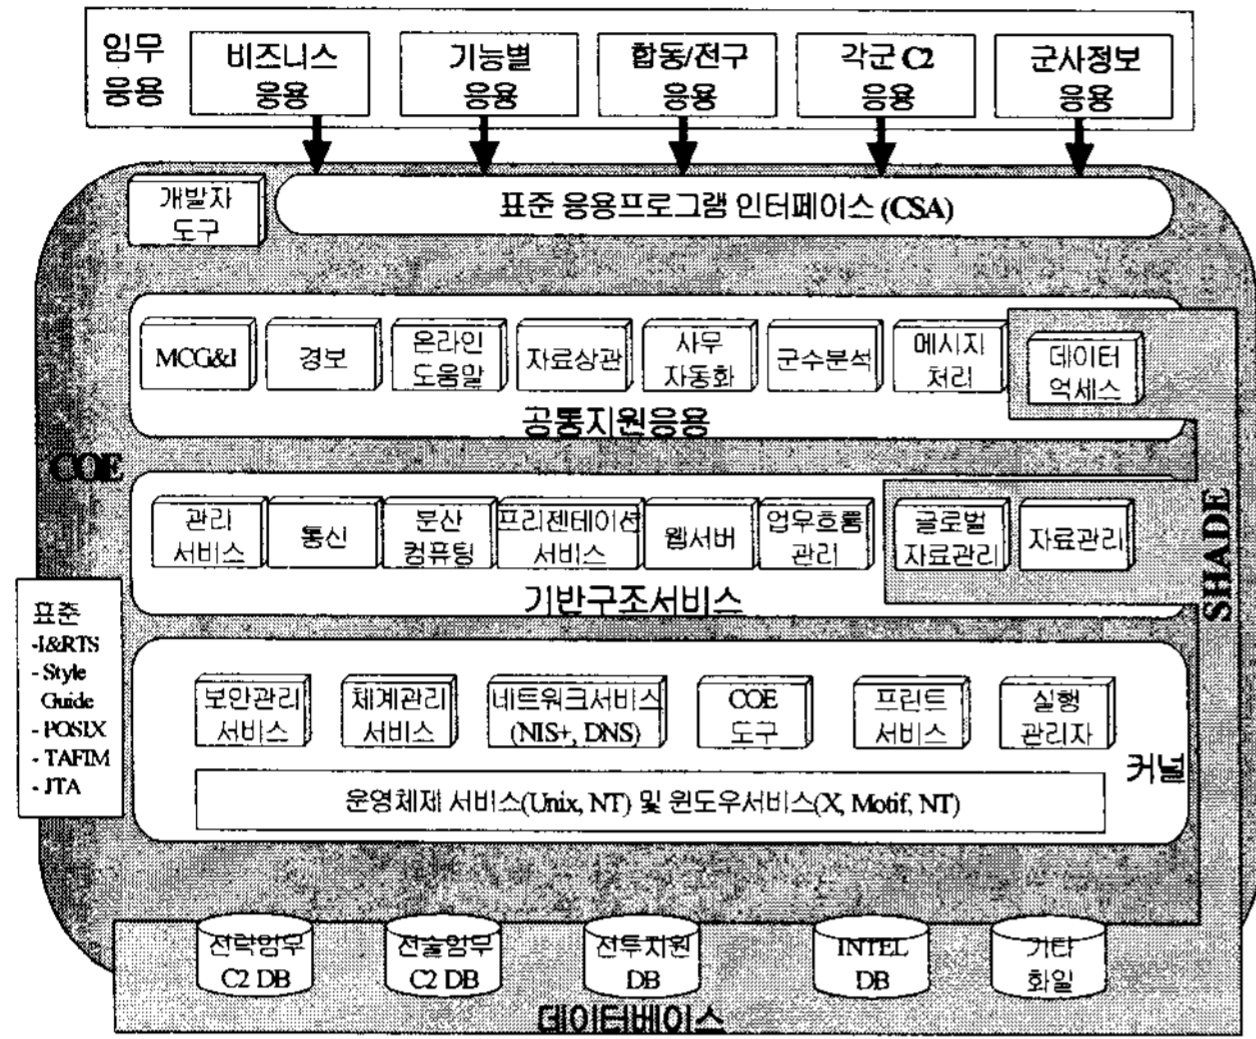 임무
응용
비즈니스
응용
기능별
응용
합동/전구
응용
각군 C2
응용
군사정보
응용
개발자
도구
표준 응용프로그램 인터페이스 (CSA)
MCG&I
경보
온라인
도움말
자료상관
사무
자동화
군수분석
메시지
처리
데이터
억세스
공통지원응용
COE
관리
서비스
통신
분산
컴퓨팅
프리젠테이션
서비스
웹서버
업무흐름
관리
글로벌
자료관리
자료관리
기반구조서비스
SHADE
표준
-I&RTS
- Style
Guide
- POSIX
- TAFIM
- JTA
보안관리
서비스
체계관리
서비스
네트워크서비스
(NIS+, DNS)
COE
도구
프린트
서비스
실행
관리자
커널
운영체제 서비스(Unix, NT) 및 윈도우서비스(X, Motif, NT)
전략임무
C2 DB
전술임무
C2 DB
전투지원
DB
INTEL
DB
기타
화일
데이터베이스